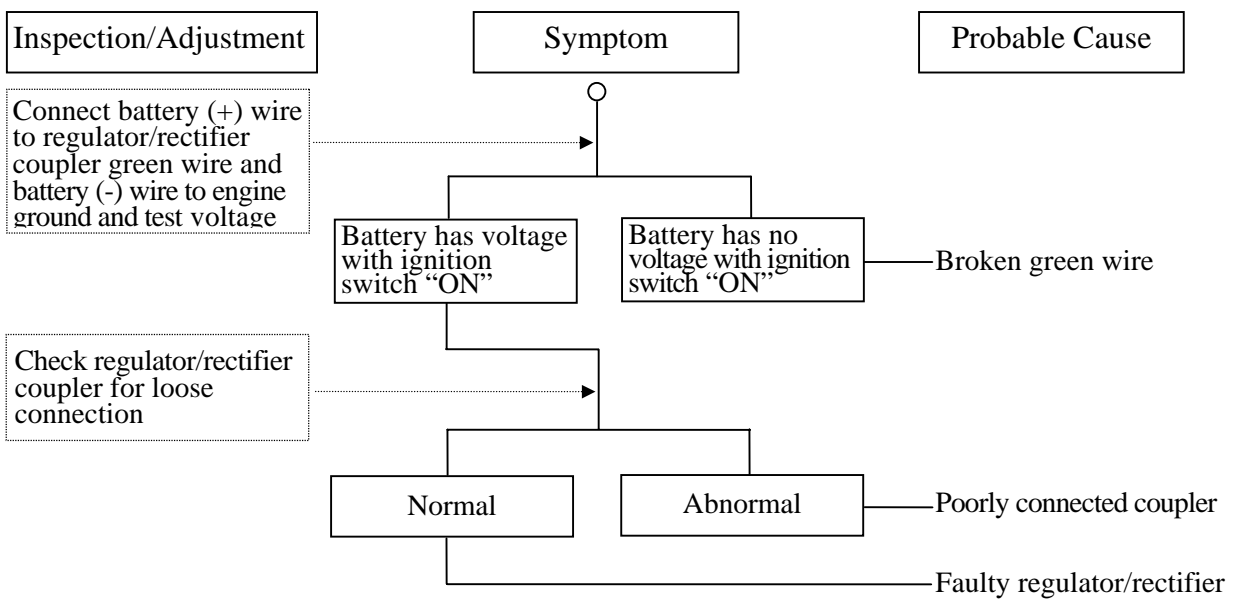 Inspection/Adjustment
Symptom
Probable Cause
Connect battery (+) wire
to regulator/rectifier
coupler green wire and
battery (-) wire to engine
ground and test voltage
Battery has voltage
with ignition
switch “ON”
Battery has no
voltage with ignition
switch “ON”
Broken green wire
Check regulator/rectifier
coupler for loose
connection
Normal
Abnormal
Poorly connected coupler
Faulty regulator/rectifier